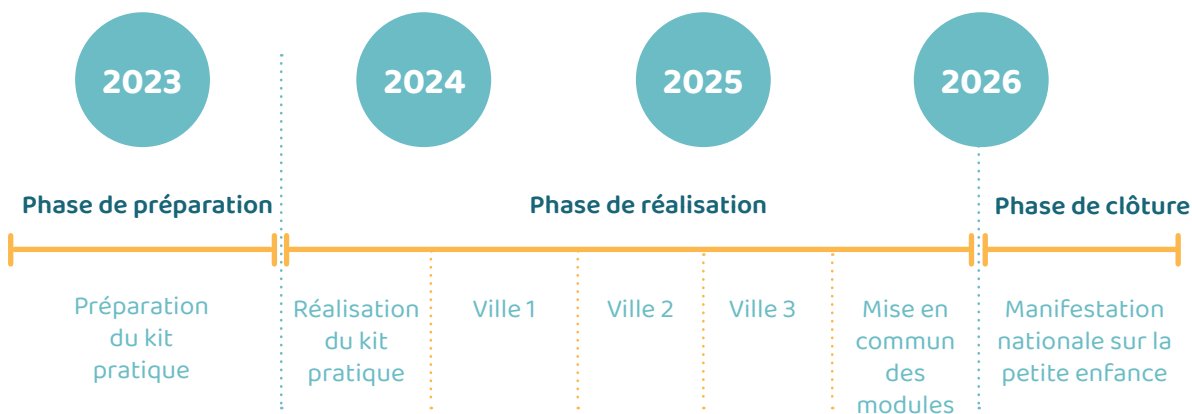 2023
2024
2025
2026
Phase de préparation
Phase de réalisation
Phase de clôture
Préparation
du kit
pratique
Réalisation
du kit
pratique
Ville 1
Ville 2
Ville 3
Mise en
commun
des
modules
Manifestation
nationale sur la
petite enfance